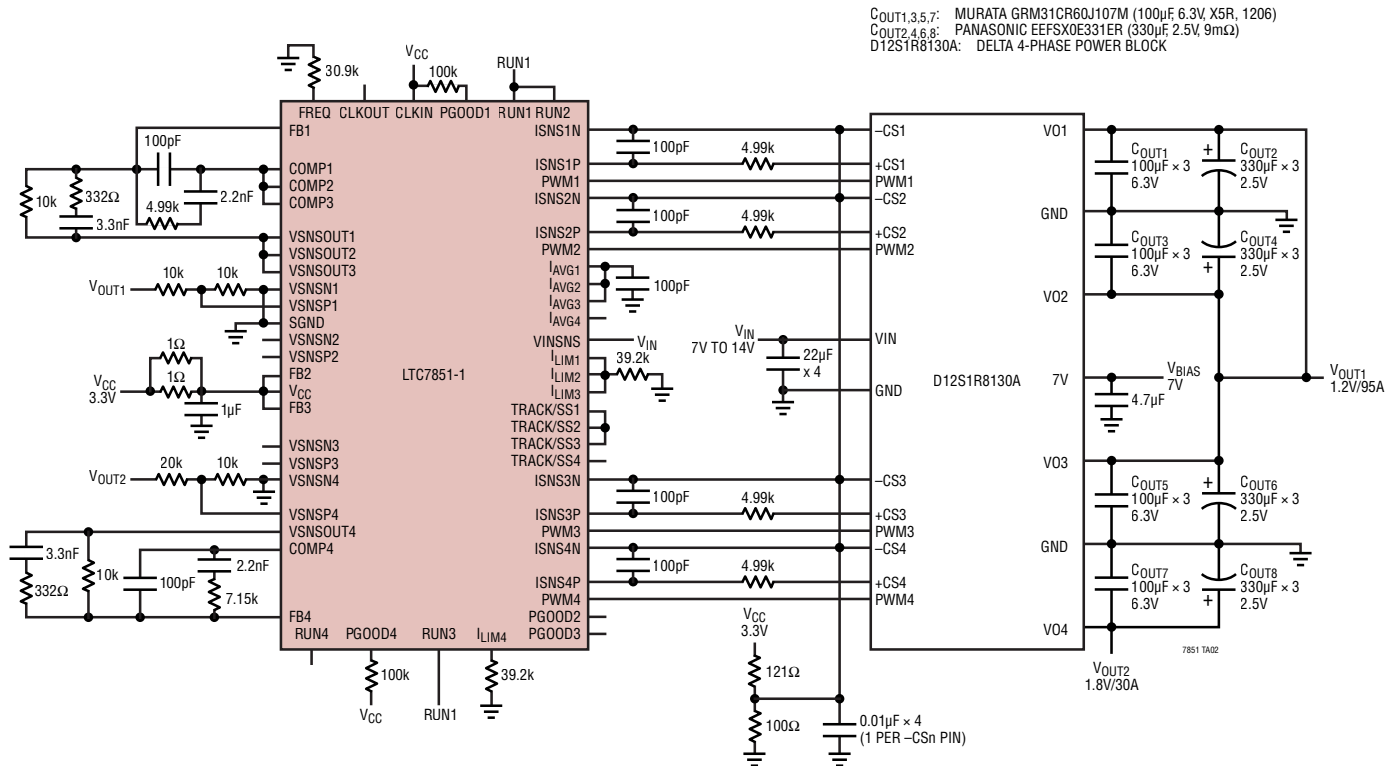 COUT1,3,5,7: MURATA GRM31CR60J107M (100µF, 6.3V, X5R, 1206)
COUT2,4,6,8: PANASONIC EEFSX0E331ER (330µF, 2.5V, 9mΩ)
D12S1R8130A: DELTA 4-PHASE POWER BLOCK
30.9k
VCC
100k
RUN1
FREQ CLKOUT CLKIN PGOOD1 RUN1 RUN2
FB1
COMP1
COMP2
COMP3
VSNSOUT1
VSNSOUT2
VSNSOUT3
VSNSN1
VSNSP1
SGND
VSNSN2
VSNSP2
FB2
VCC
FB3
VSNSN3
VSNSP3
VSNSN4
VSNSP4
VSNSOUT4
COMP4
FB4
RUN4 PGOOD4 RUN3 ILIM4
LTC7851-1
ISNS1N
ISNS1P
PWM1
ISNS2N
ISNS2P
PWM2
IAVG1
IAVG2
IAVG3
IAVG4
VINSNS
ILIM1
ILIM2
ILIM3
TRACK/SS1
TRACK/SS2
TRACK/SS3
TRACK/SS4
ISNS3N
ISNS3P
PWM3
ISNS4N
ISNS4P
PWM4
PGOOD2
PGOOD3
100pF
10k
332Ω
3.3nF
4.99k
2.2nF
VOUT1
10k
10k
1Ω
VCC
3.3V
1Ω
1µF
VOUT2
20k
10k
3.3nF
332Ω
10k
100pF
2.2nF
7.15k
100k
VCC
RUN1
39.2k
100pF
4.99k
100pF
4.99k
100pF
VIN
39.2k
100pF
4.99k
100pF
4.99k
VIN
7V TO 14V
22µF
x 4
VCC
3.3V
121Ω
100Ω
0.01µF × 4
(1 PER –CSn PIN)
–CS1
+CS1
PWM1
–CS2
+CS2
PWM2
VIN
GND
–CS3
+CS3
PWM3
–CS4
+CS4
PWM4
D12S1R8130A
VO1
GND
VO2
7V
VO3
GND
VO4
COUT1
100µF × 3
6.3V
+
COUT2
330µF × 3
2.5V
COUT3
100µF × 3
6.3V
COUT4
330µF × 3
2.5V
+
VBIAS
7V
4.7µF
VOUT1
1.2V/95A
COUT5
100µF × 3
6.3V
+
COUT6
330µF × 3
2.5V
COUT7
100µF × 3
6.3V
COUT8
330µF × 3
2.5V
+
VOUT2
1.8V/30A
7851 TA02